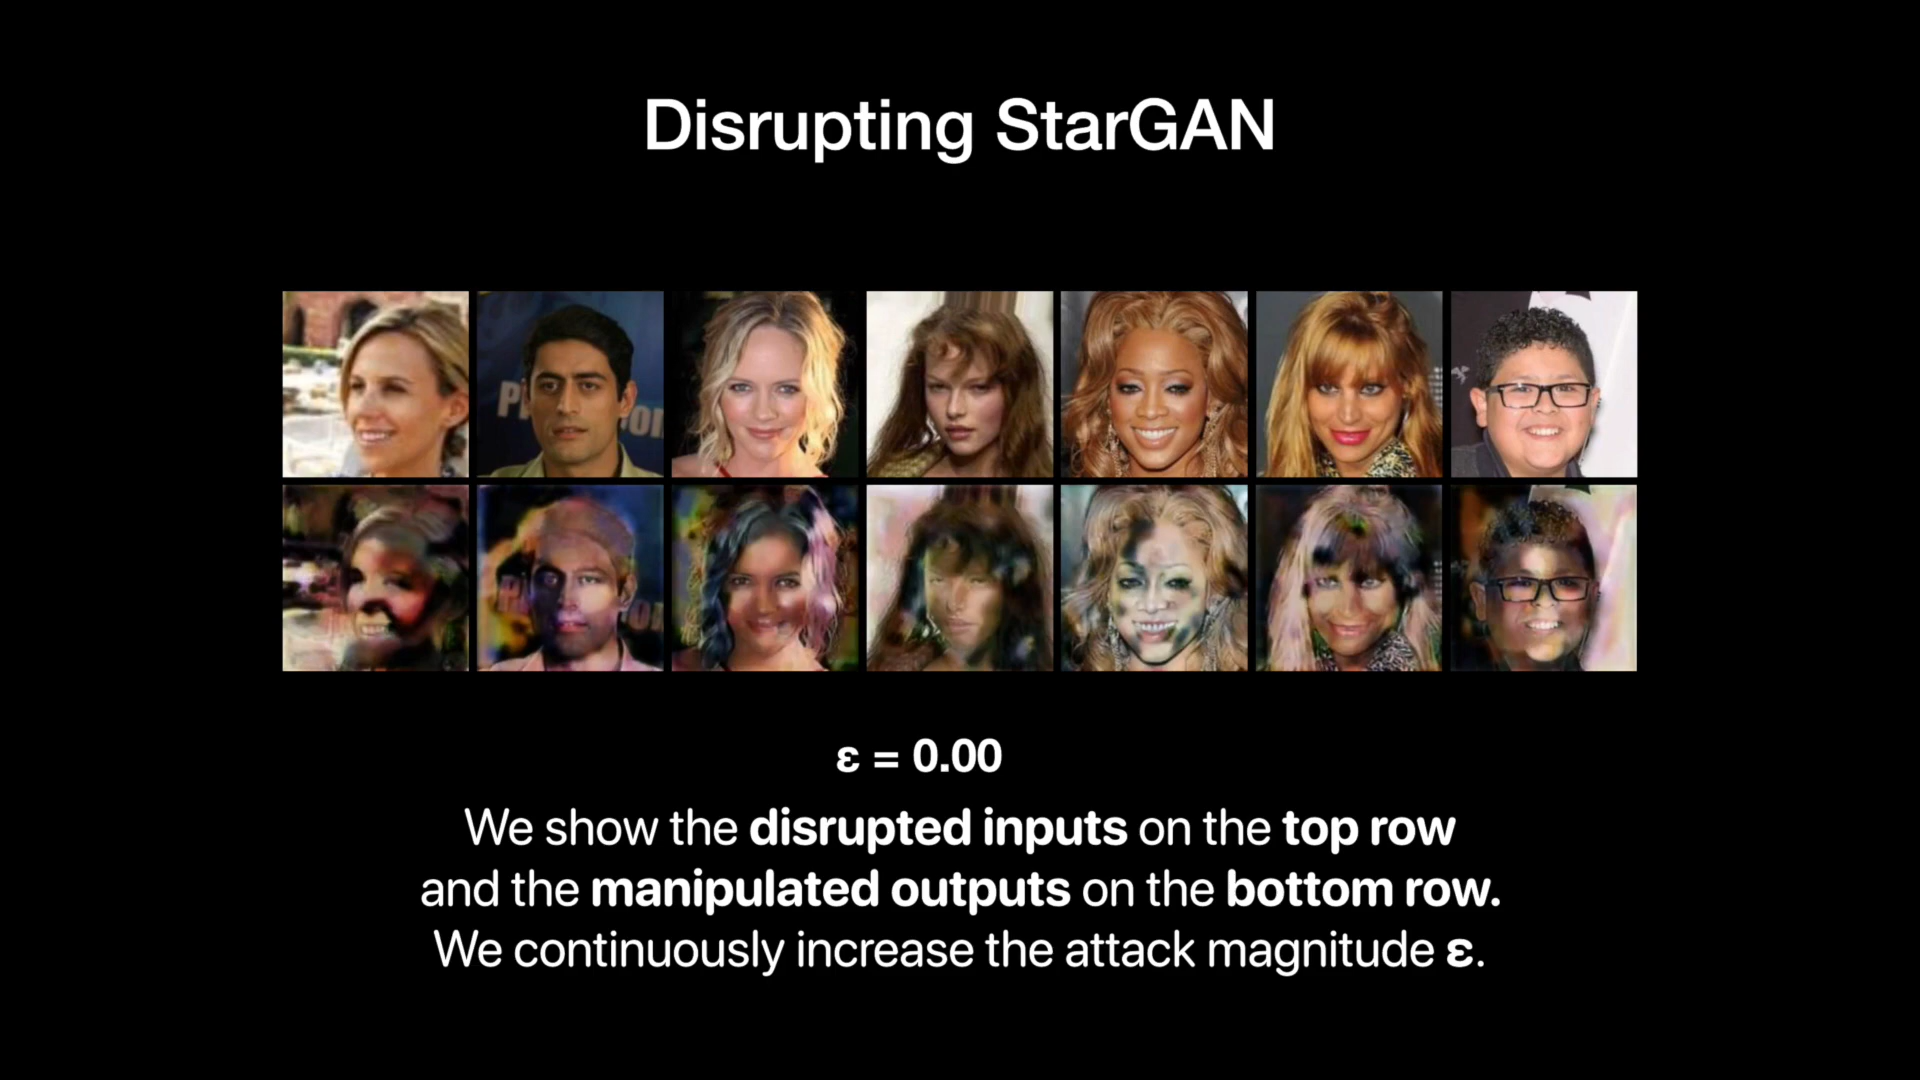 Disrupting StarGAN
ε = 0.00
We show the disrupted inputs on the top row
and the manipulated outputs on the bottom row.
We continuously increase the attack magnitude ε.